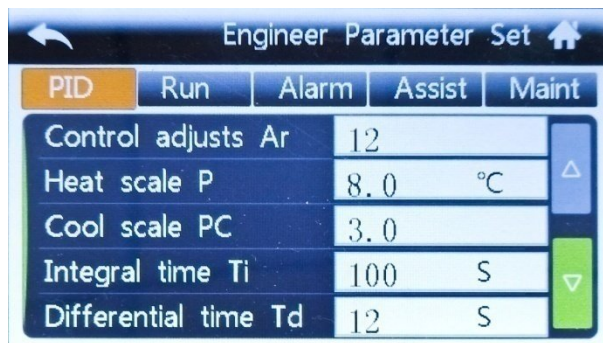 Engineer Parameter Set
PID Run Alarm Assist Maint
Control adjusts Ar 12
Heat scale P 8.0 °C
Cool scale PC 3.0
Integral time Ti 100 S
Differential time Td 12 S